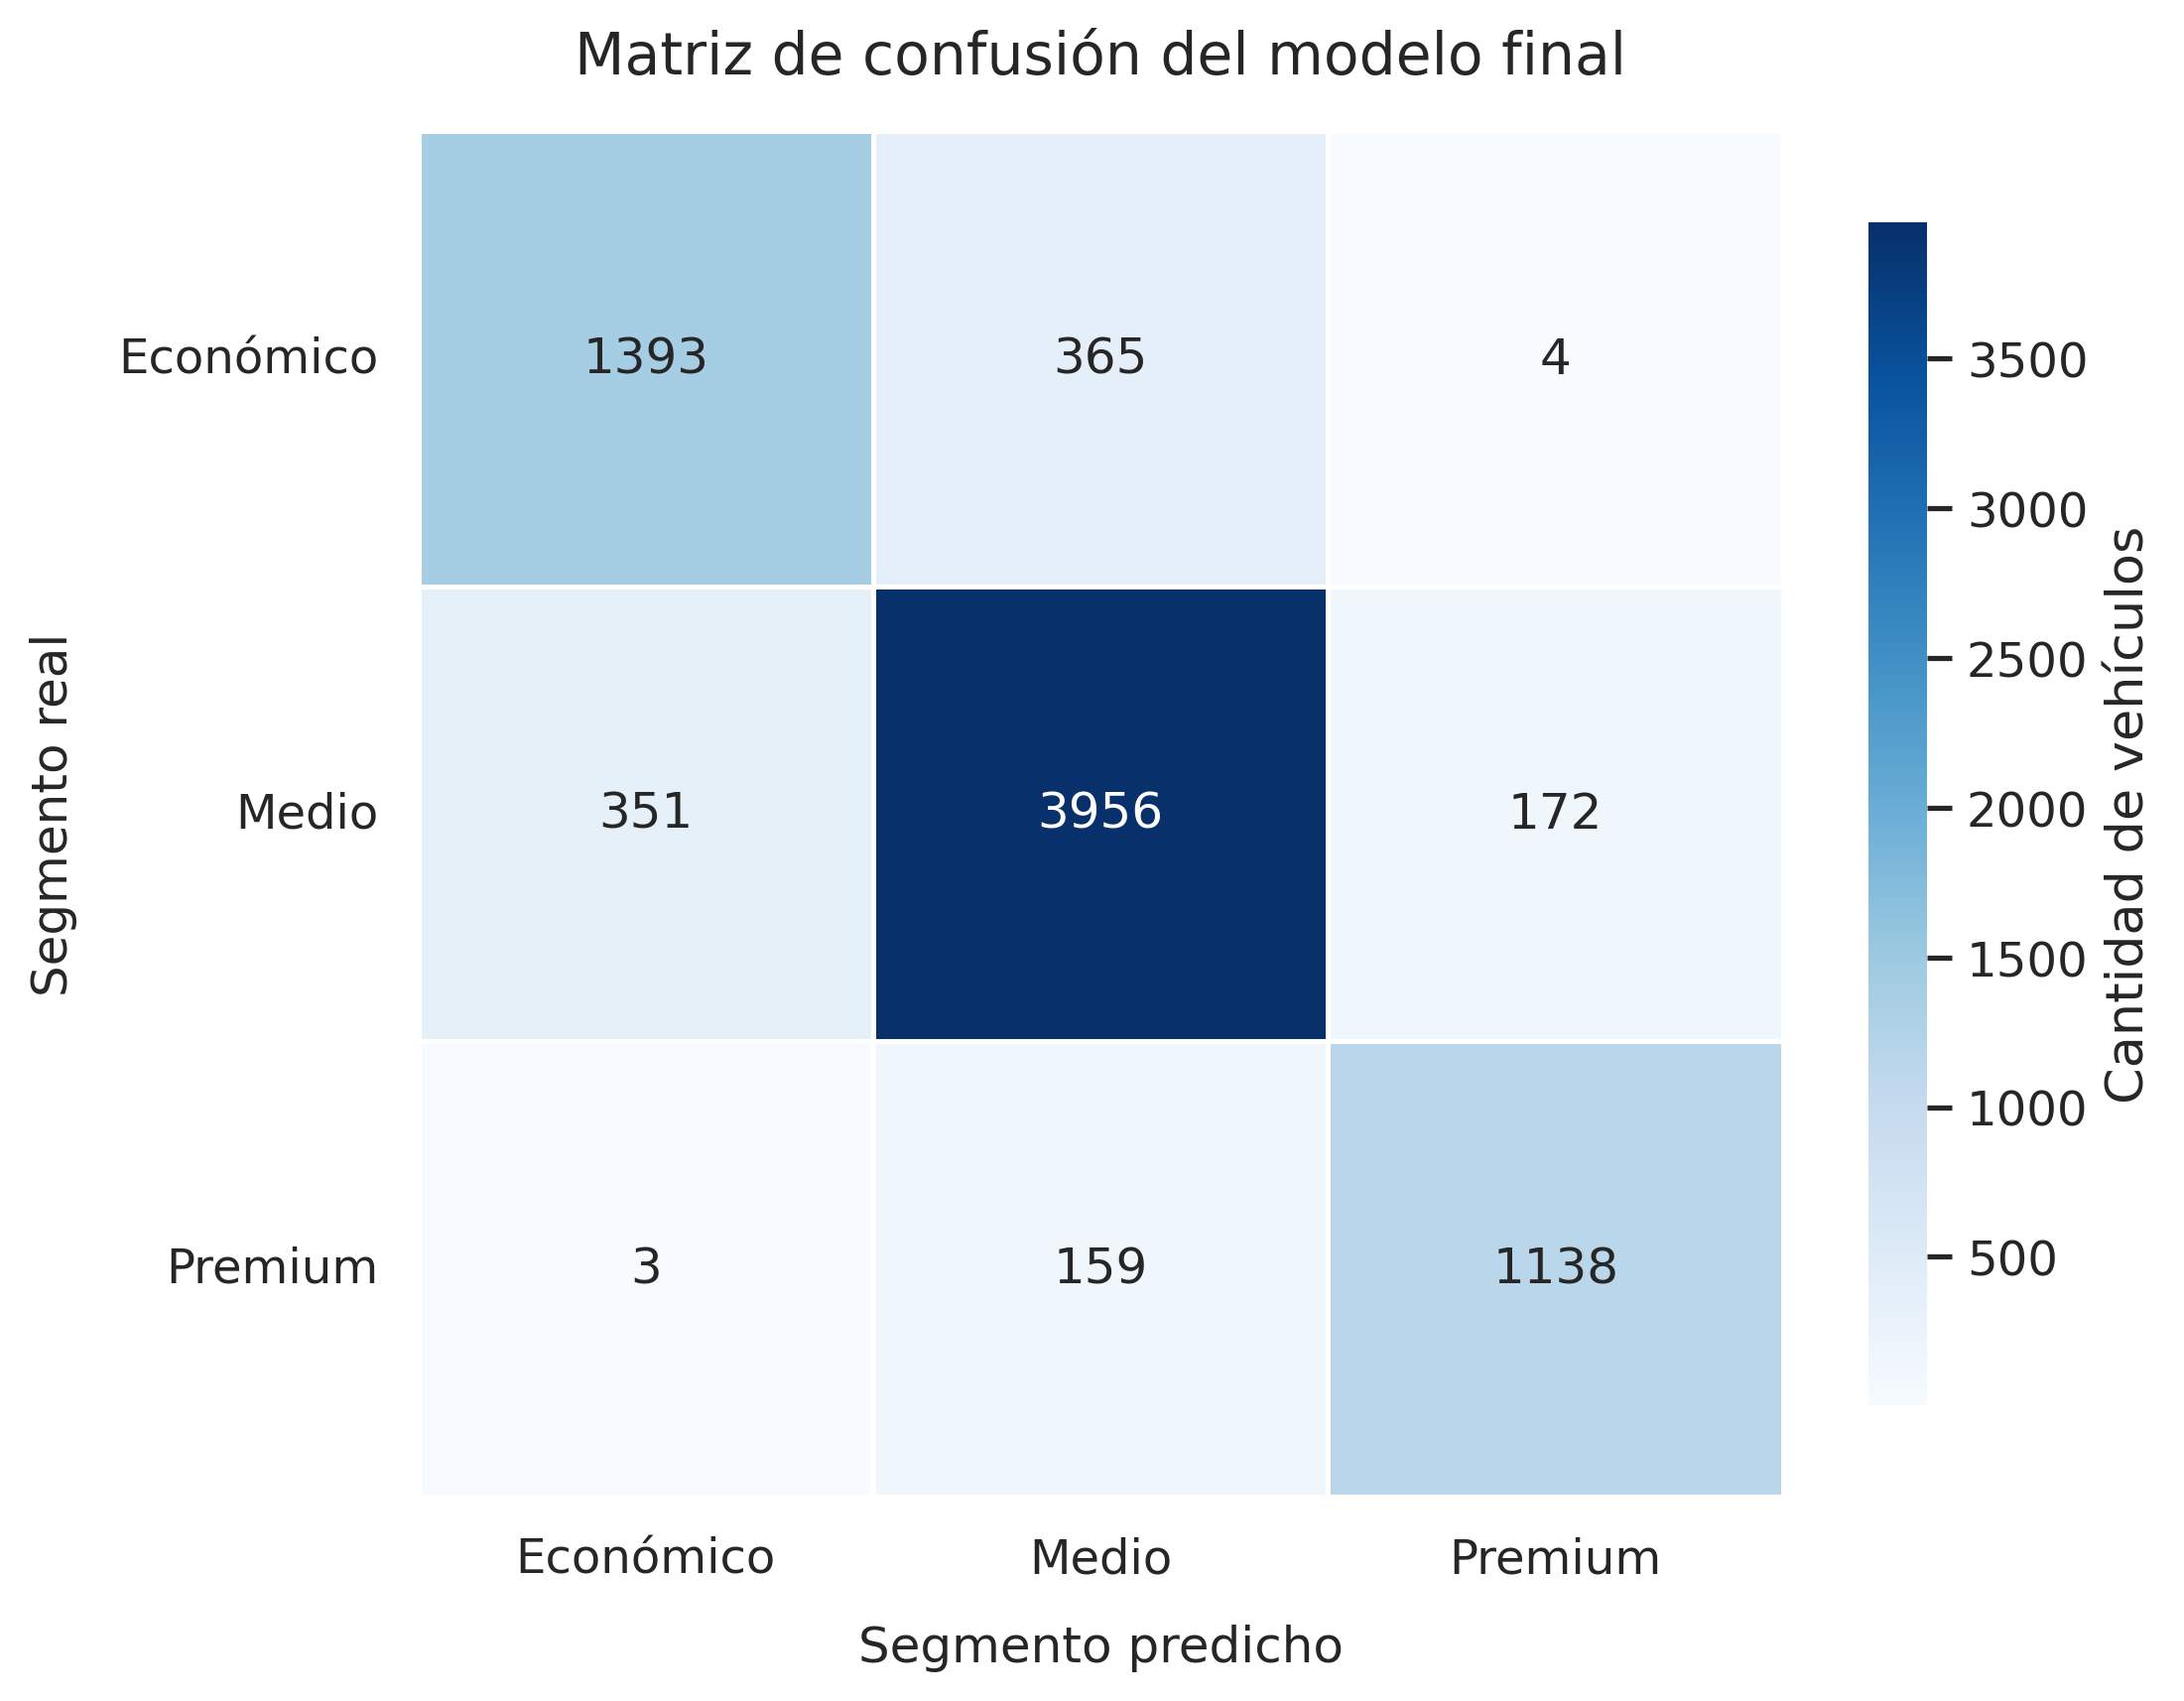 Matriz de confusión del modelo final
Económico
1393
365
4
Medio
351
3956
172
Premium
3
159
1138
Económico
Medio
Premium
Segmento predicho
Segmento real
3500
3000
2500
2000
1500
1000
500
Cantidad de vehículos